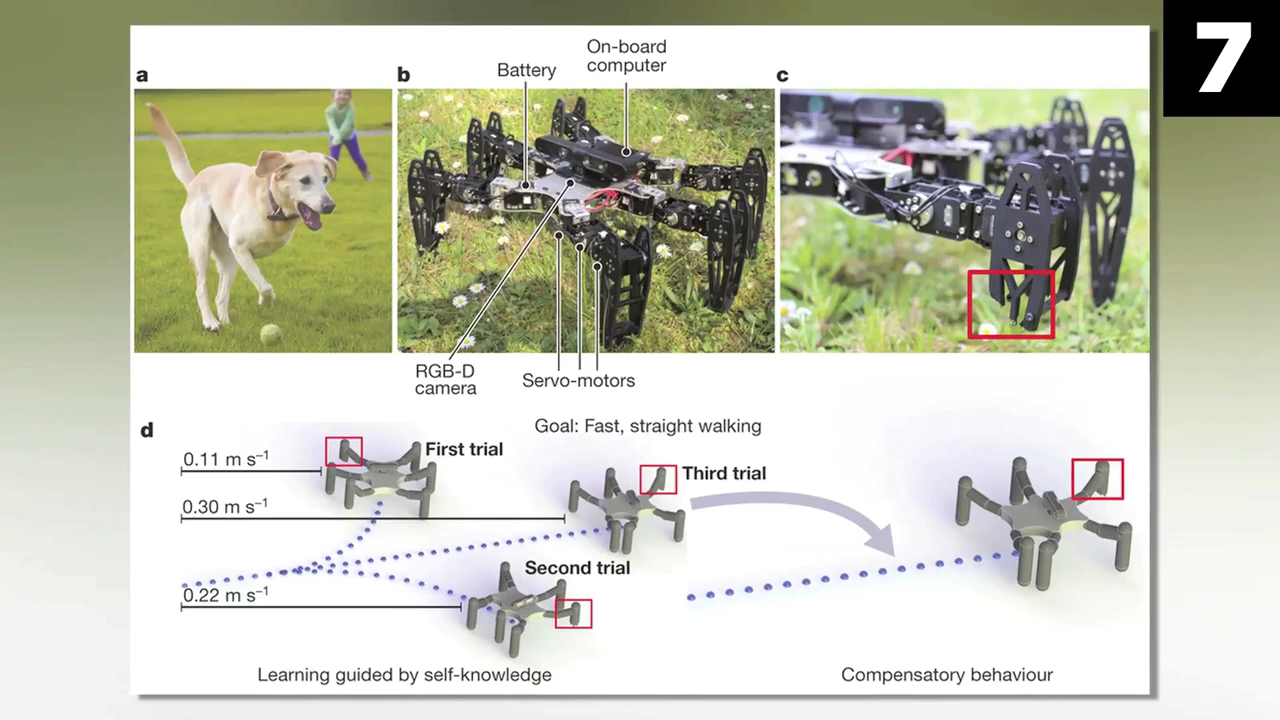 7
a
b
c
Battery
On-board
computer
RGB-D
camera
Servo-motors
d
Goal: Fast, straight walking
0.11 m s⁻¹
First trial
Third trial
0.30 m s⁻¹
Second trial
0.22 m s⁻¹
Learning guided by self-knowledge
Compensatory behaviour